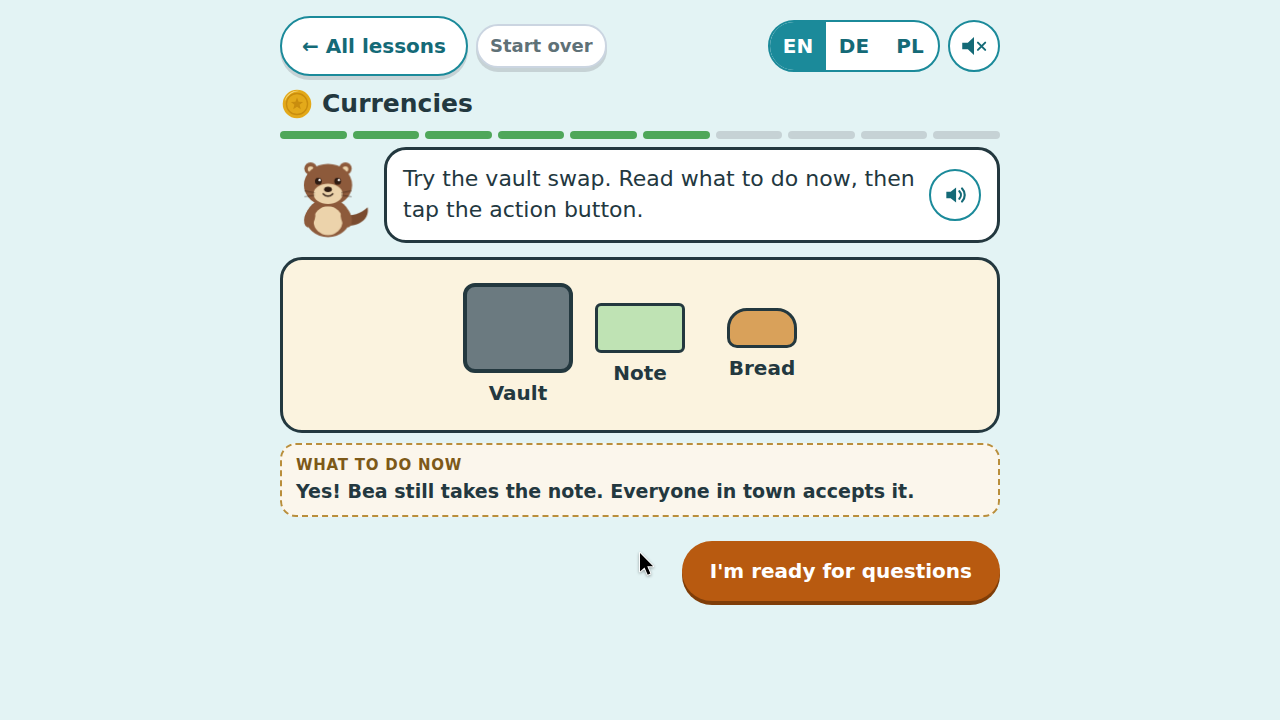 ← All lessons
Start over
EN
DE
PL
Currencies
Try the vault swap. Read what to do now, then
tap the action button.
Vault
Note
Bread
WHAT TO DO NOW
Yes! Bea still takes the note. Everyone in town accepts it.
I'm ready for questions